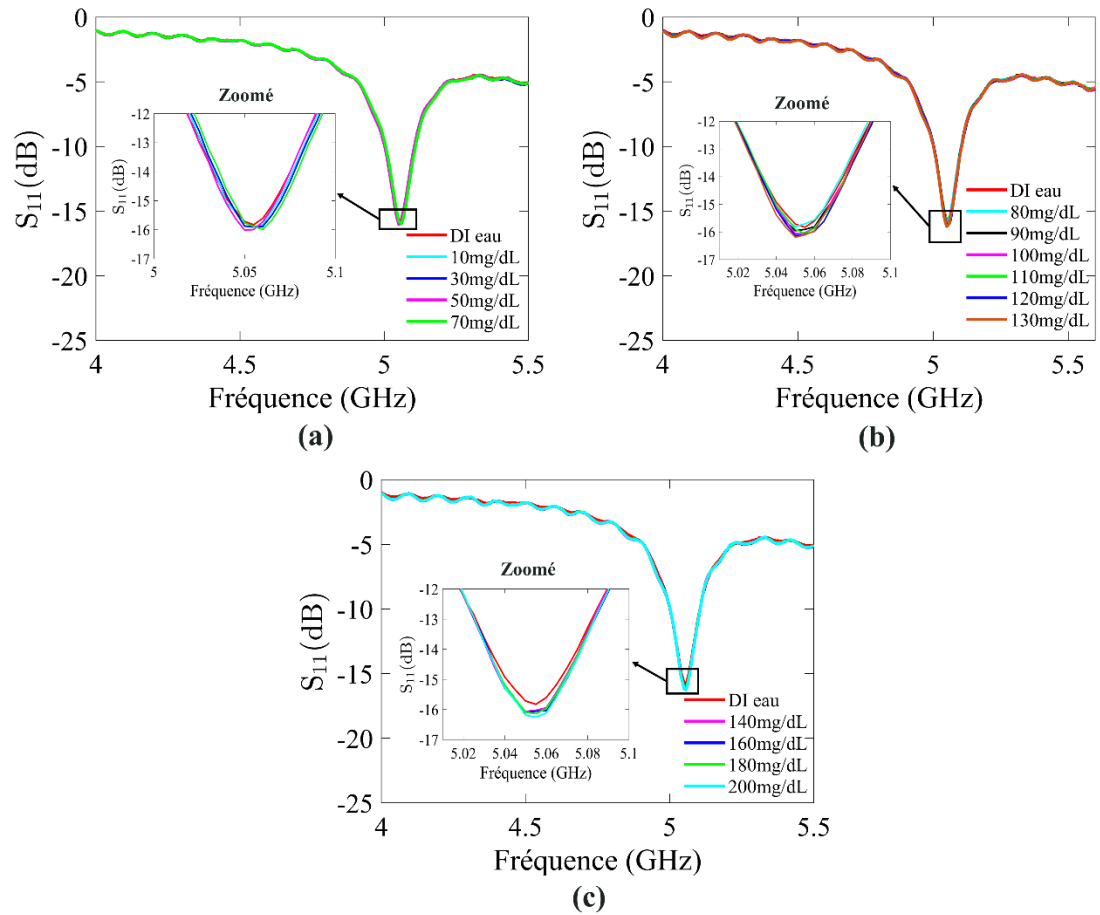 0
-5
-10
-15
-20
-25
S11(dB)
4
4.5
5
5.5
Fréquence (GHz)
Zoomé
-12
-13
-14
-15
-16
-17
S11(dB)
5
5.05
5.1
Fréquence (GHz)
DI eau
10mg/dL
30mg/dL
50mg/dL
70mg/dL
(a)
0
-5
-10
-15
-20
-25
S11(dB)
4
4.5
5
5.5
Fréquence (GHz)
Zoomé
-12
-13
-14
-15
-16
-17
S11(dB)
5.02
5.04
5.06
5.08
5.1
Fréquence (GHz)
DI eau
80mg/dL
90mg/dL
100mg/dL
110mg/dL
120mg/dL
130mg/dL
(b)
0
-5
-10
-15
-20
-25
S11(dB)
4
4.5
5
5.5
Fréquence (GHz)
Zoomé
-12
-13
-14
-15
-16
-17
S11(dB)
5.02
5.04
5.06
5.08
5.1
Fréquence (GHz)
DI eau
140mg/dL
160mg/dL
180mg/dL
200mg/dL
(c)